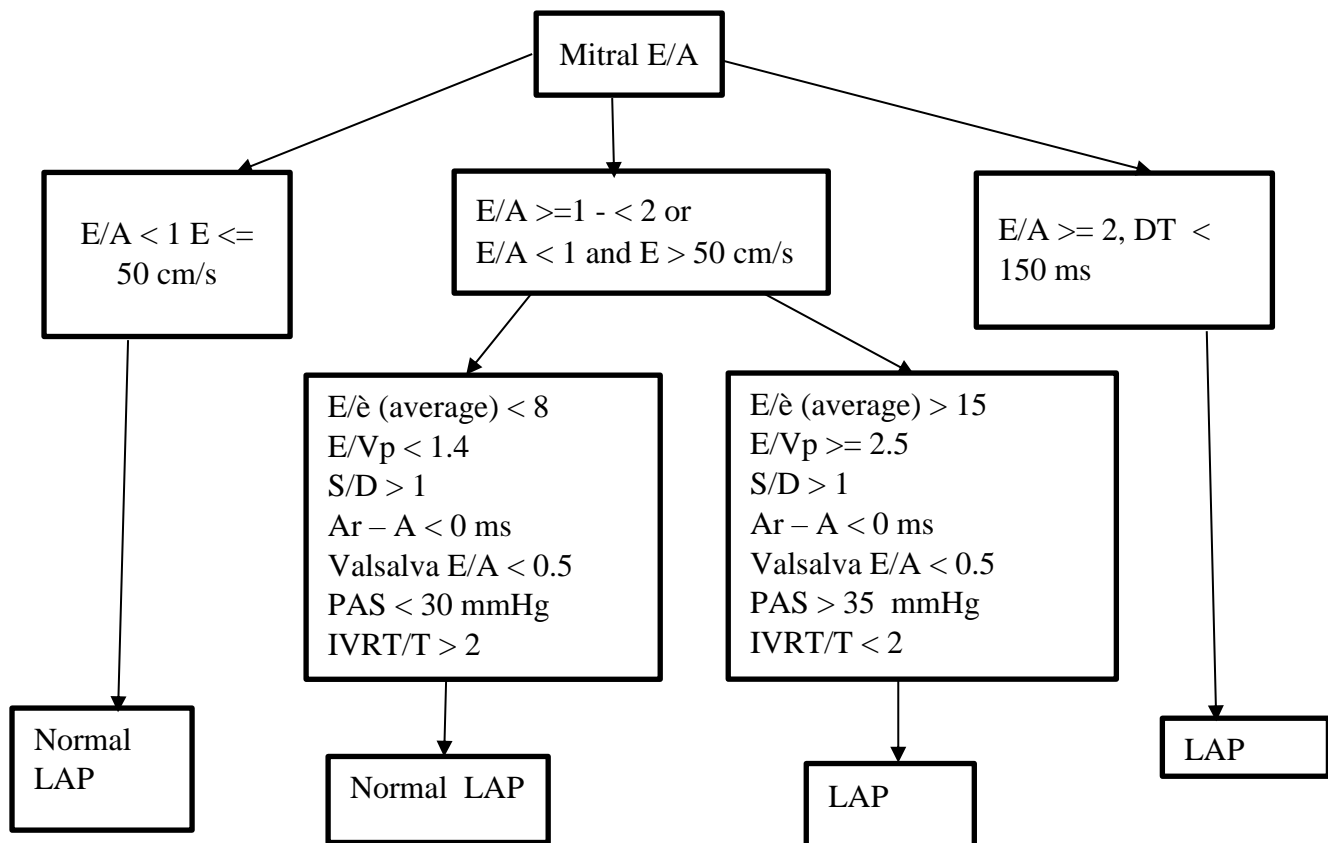 Mitral E/A
E/A < 1 E <=
50 cm/s
E/A >=1 - < 2 or
E/A < 1 and E > 50 cm/s
E/A >= 2, DT <
150 ms
E/è (average) < 8
E/Vp < 1.4
S/D > 1
Ar – A < 0 ms
Valsalva E/A < 0.5
PAS < 30 mmHg
IVRT/T > 2
E/è (average) > 15
E/Vp >= 2.5
S/D > 1
Ar – A < 0 ms
Valsalva E/A < 0.5
PAS > 35 mmHg
IVRT/T < 2
Normal
LAP
Normal LAP
LAP
LAP